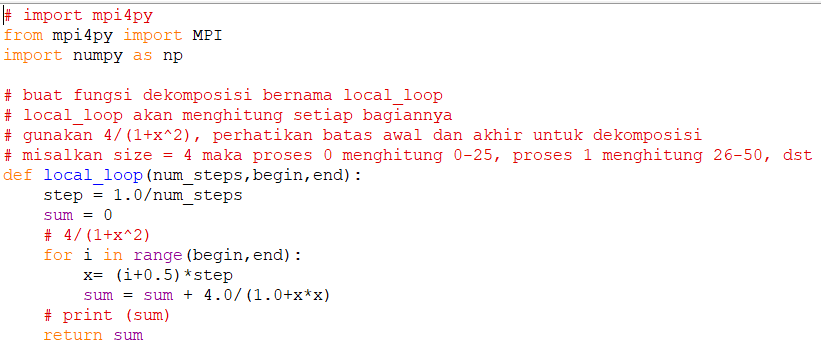 # import mpi4py
from mpi4py import MPI
import numpy as np
# buat fungsi dekomposisi bernama local_loop
# local_loop akan menghitung setiap bagiannya
# gunakan 4/(1+x^2), perhatikan batas awal dan akhir untuk dekomposisi
# misalkan size = 4 maka proses 0 menghitung 0-25, proses 1 menghitung 26-50, dst
def local_loop(num_steps,begin,end):
    step = 1.0/num_steps
    sum = 0
    # 4/(1+x^2)
    for i in range(begin,end):
        x= (i+0.5)*step
        sum = sum + 4.0/(1.0+x*x)
    # print (sum)
    return sum